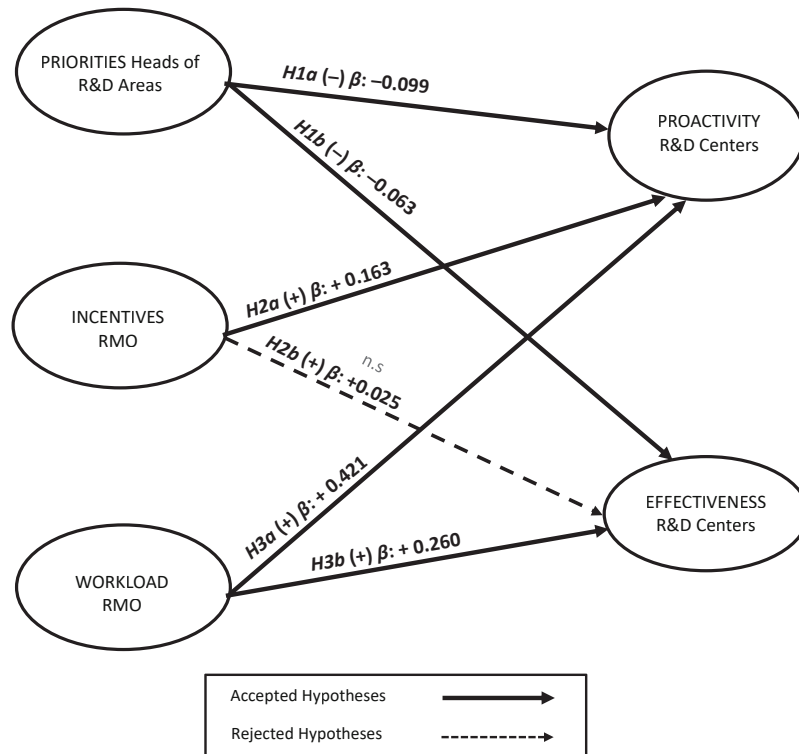 PRIORITIES Heads of
R&D Areas
H1a (–) β: –0.099
PROACTIVITY
R&D Centers
H1b (–) β: –0.063
INCENTIVES
RMO
H2a (+) β: + 0.163
n.s
H2b (+) β: +0.025
H3a (+) β: + 0.421
EFFECTIVENESS
R&D Centers
WORKLOAD
RMO
H3b (+) β: + 0.260
Accepted Hypotheses
Rejected Hypotheses